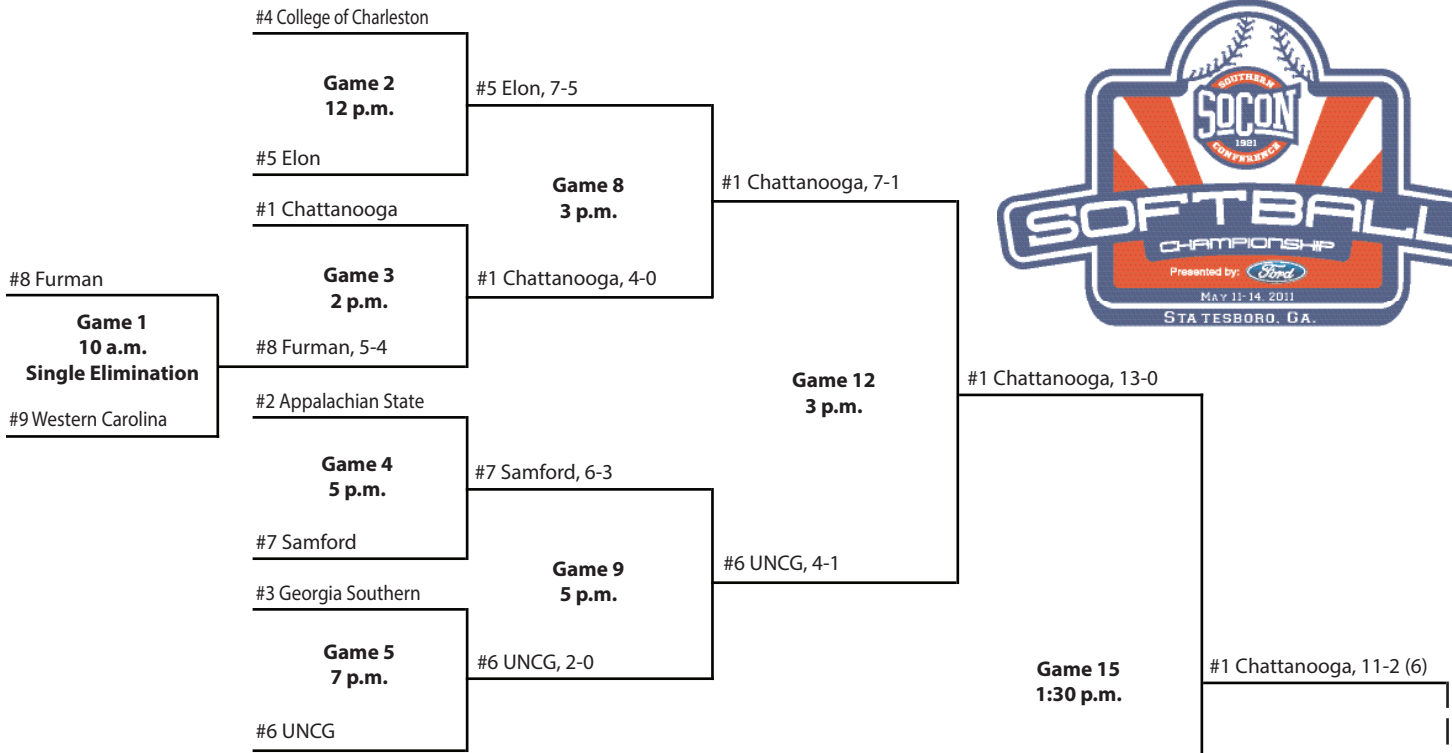 #4 College of Charleston
Game 2
12 p.m.
#5 Elon, 7-5
#5 Elon
Game 8
3 p.m.
#1 Chattanooga, 7-1
#1 Chattanooga
Game 3
2 p.m.
#1 Chattanooga, 4-0
#8 Furman
Game 1
10 a.m.
Single Elimination
#8 Furman, 5-4
#9 Western Carolina
Game 12
3 p.m.
#1 Chattanooga, 13-0
#2 Appalachian State
Game 4
5 p.m.
#7 Samford, 6-3
#7 Samford
Game 9
5 p.m.
#6 UNCG, 4-1
#3 Georgia Southern
Game 5
7 p.m.
#6 UNCG, 2-0
#6 UNCG
Game 15
1:30 p.m.
#1 Chattanooga, 11-2 (6)
SOUTHERN
SOCON
1921
CONFERENCE
SOFTBALL
CHAMPIONSHIP
Presented by: Ford
MAY 11-14, 2011
STATESBORO, GA.